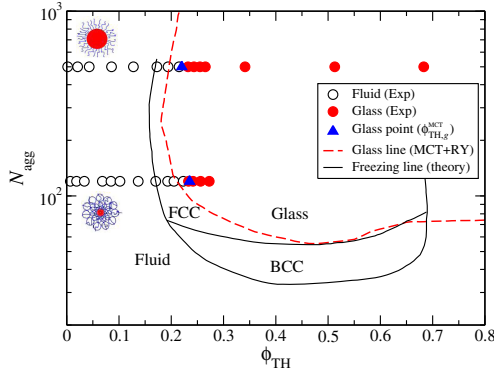 10³
Fluid (Exp)
Glass (Exp)
Glass point (ϕ_TH,g^MCT)
Glass line (MCT+RY)
Freezing line (theory)
N_agg
10²
FCC
Glass
Fluid
BCC
0 0.1 0.2 0.3 0.4 0.5 0.6 0.7 0.8
ϕ_TH